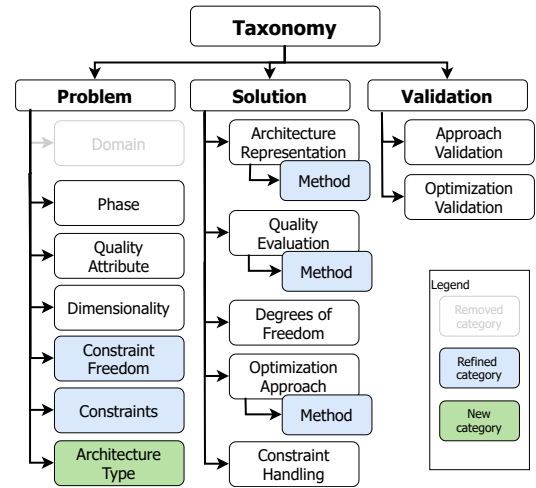 Taxonomy
Problem
Domain
Phase
Quality
Attribute
Dimensionality
Constraint
Freedom
Constraints
Architecture
Type
Solution
Architecture
Representation
Method
Quality
Evaluation
Method
Degrees of
Freedom
Optimization
Approach
Method
Constraint
Handling
Validation
Approach
Validation
Optimization
Validation
Legend
Removed
category
Refined
category
New
category